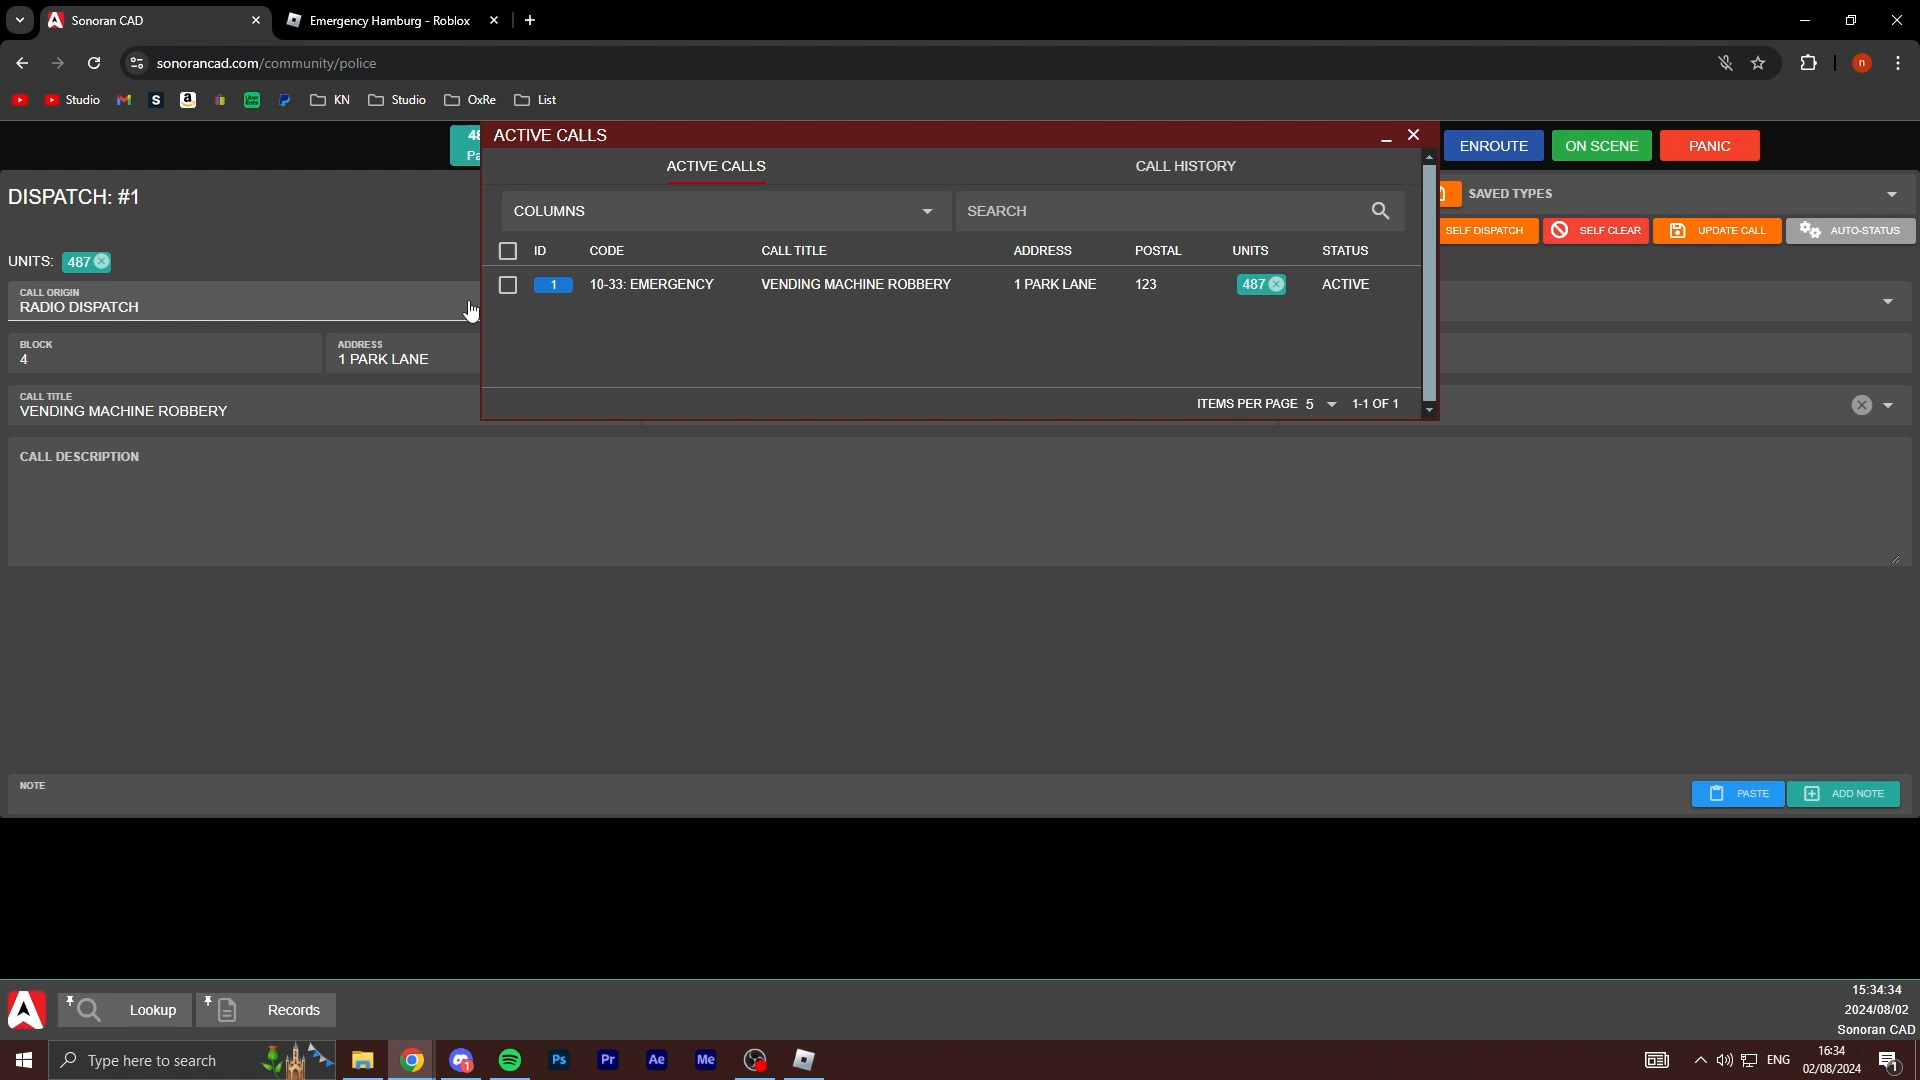 Sonoran CAD
Emergency Hamburg - Roblox
sonorancad.com/community/police
Studio
KN
Studio
OxRe
List
ACTIVE CALLS
ENROUTE
ON SCENE
PANIC
ACTIVE CALLS
CALL HISTORY
DISPATCH: #1
SAVED TYPES
COLUMNS
SEARCH
SELF DISPATCH
SELF CLEAR
UPDATE CALL
AUTO-STATUS
ID CODE CALL TITLE ADDRESS POSTAL UNITS STATUS
UNITS: 487
1 10-33: EMERGENCY VENDING MACHINE ROBBERY 1 PARK LANE 123 487 ACTIVE
CALL ORIGIN
RADIO DISPATCH
BLOCK
4
ADDRESS
1 PARK LANE
CALL TITLE
VENDING MACHINE ROBBERY
ITEMS PER PAGE 5 1-1 OF 1
CALL DESCRIPTION
NOTE
PASTE
ADD NOTE
Lookup
Records
15:34:34
2024/08/02
Sonoran CAD
Type here to search
Ps
Pr
Ae
Me
ENG
16:34
02/08/2024
1